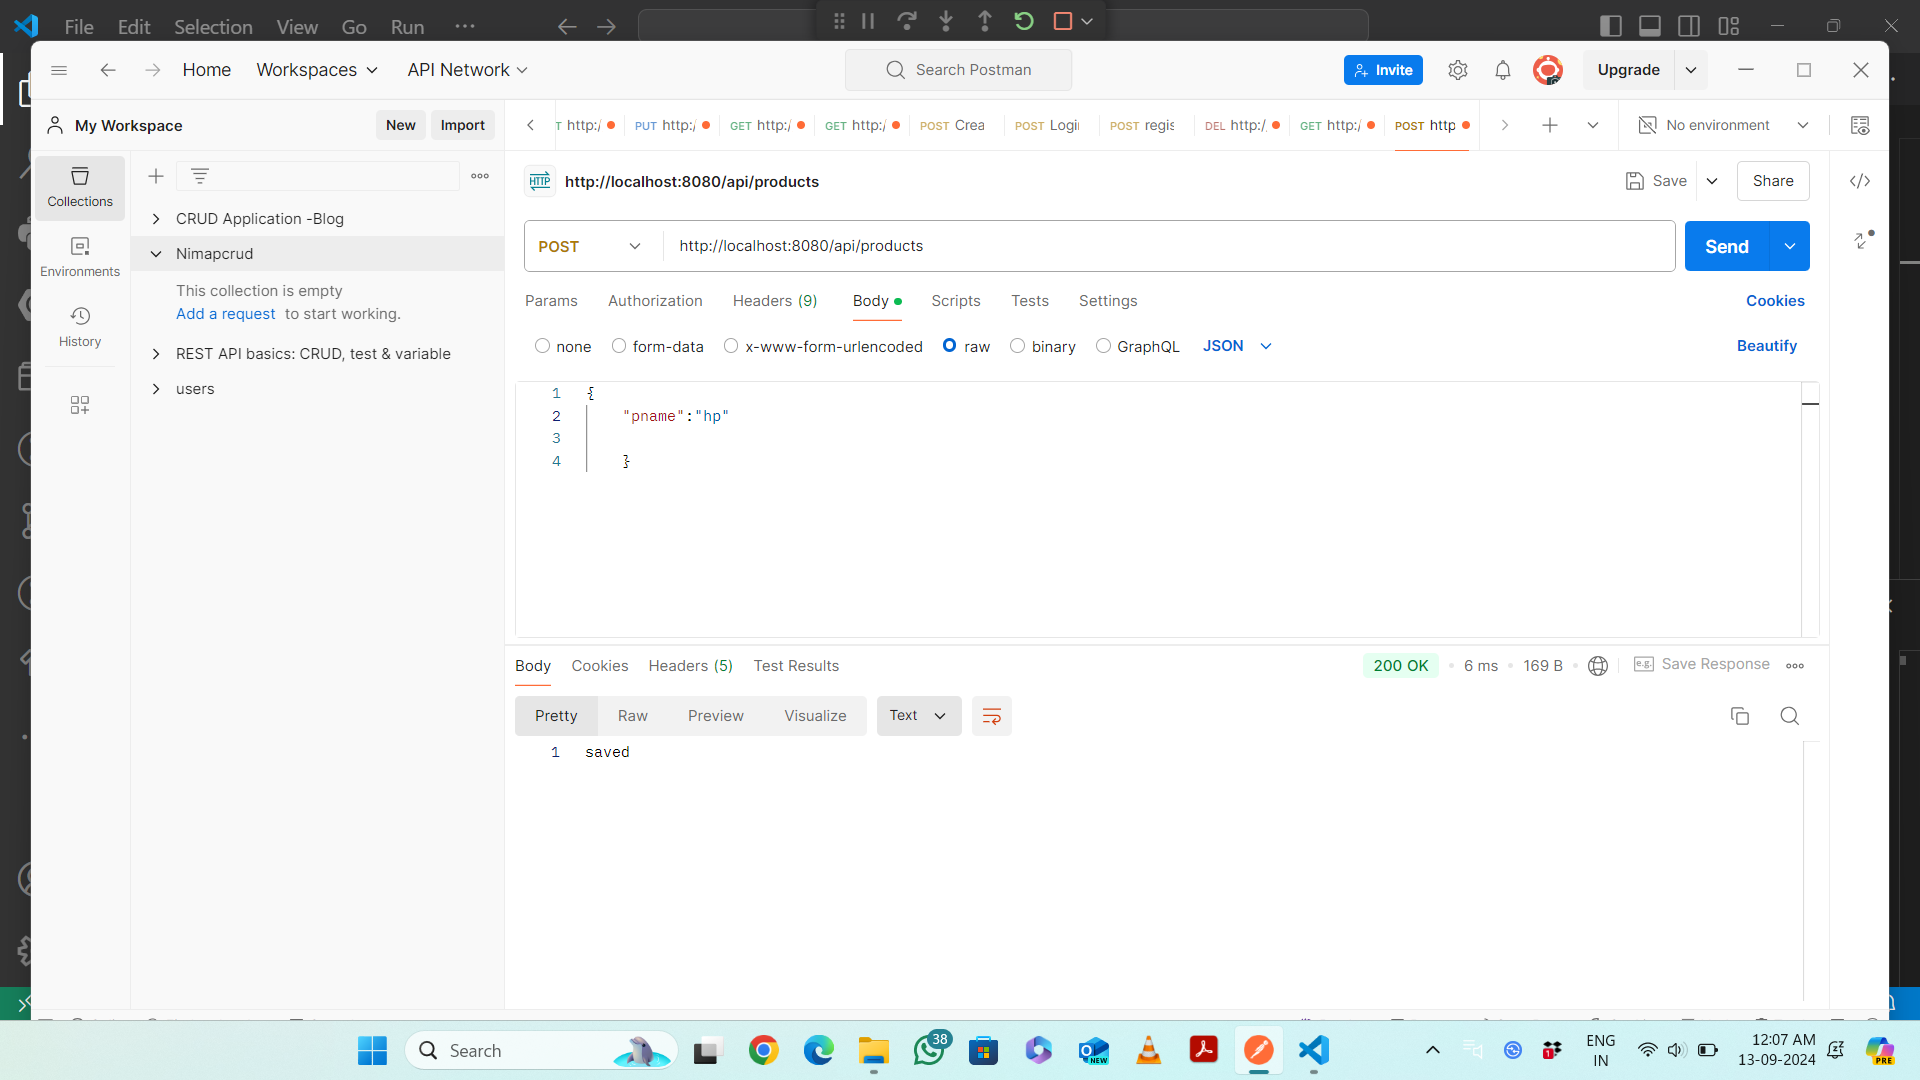 File Edit Selection View Go Run ...
Home Workspaces API Network
Search Postman
Invite
Upgrade
My Workspace
New Import
http:/ PUT http:/ GET http:/ GET http:/ POST Crea POST Logi POST regis DEL http:/ GET http:/ POST http
No environment
Collections
Environments
History
CRUD Application -Blog
Nimapcrud
This collection is empty
Add a request to start working.
REST API basics: CRUD, test & variable
users
HTTP http://localhost:8080/api/products
Save Share
POST http://localhost:8080/api/products
Send
Params Authorization Headers (9) Body Scripts Tests Settings
Cookies
none form-data x-www-form-urlencoded raw binary GraphQL JSON
Beautify
1 {
2 "pname":"hp"
3
4 }
Body Cookies Headers (5) Test Results
200 OK 6 ms 169 B e.g. Save Response
Pretty Raw Preview Visualize Text
1 saved
Search
38
NEW
1
ENG
IN
12:07 AM
13-09-2024
PRE